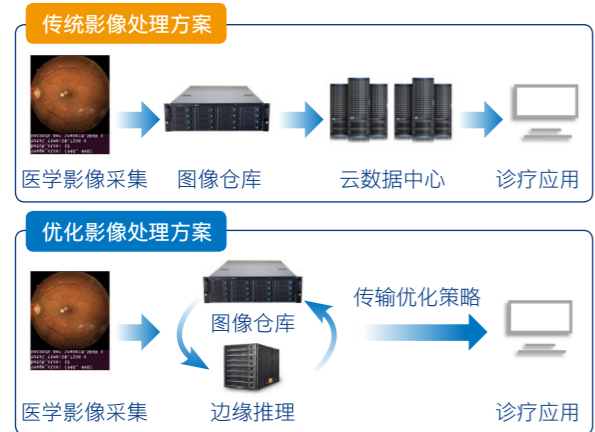 传统影像处理方案
医学影像采集
图像仓库
云数据中心
诊疗应用
优化影像处理方案
图像仓库
传输优化策略
医学影像采集
边缘推理
诊疗应用